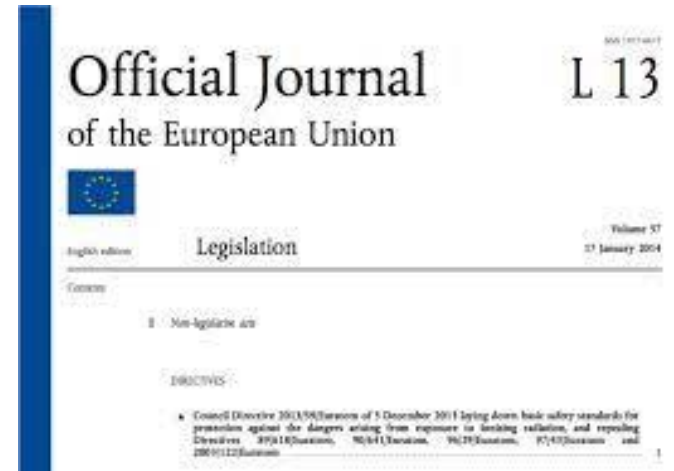 Official Journal
L 13
of the European Union
Volume 57
English edition
Legislation
17 January 2014
Contents
II Non-legislative acts
DIRECTIVES
Council Directive 2013/59/Euratom of 5 December 2013 laying down basic safety standards for
protection against the dangers arising from exposure to ionising radiation, and repealing
Directives 89/618/Euratom, 90/641/Euratom, 96/29/Euratom, 97/43/Euratom and
2003/122/Euratom 1